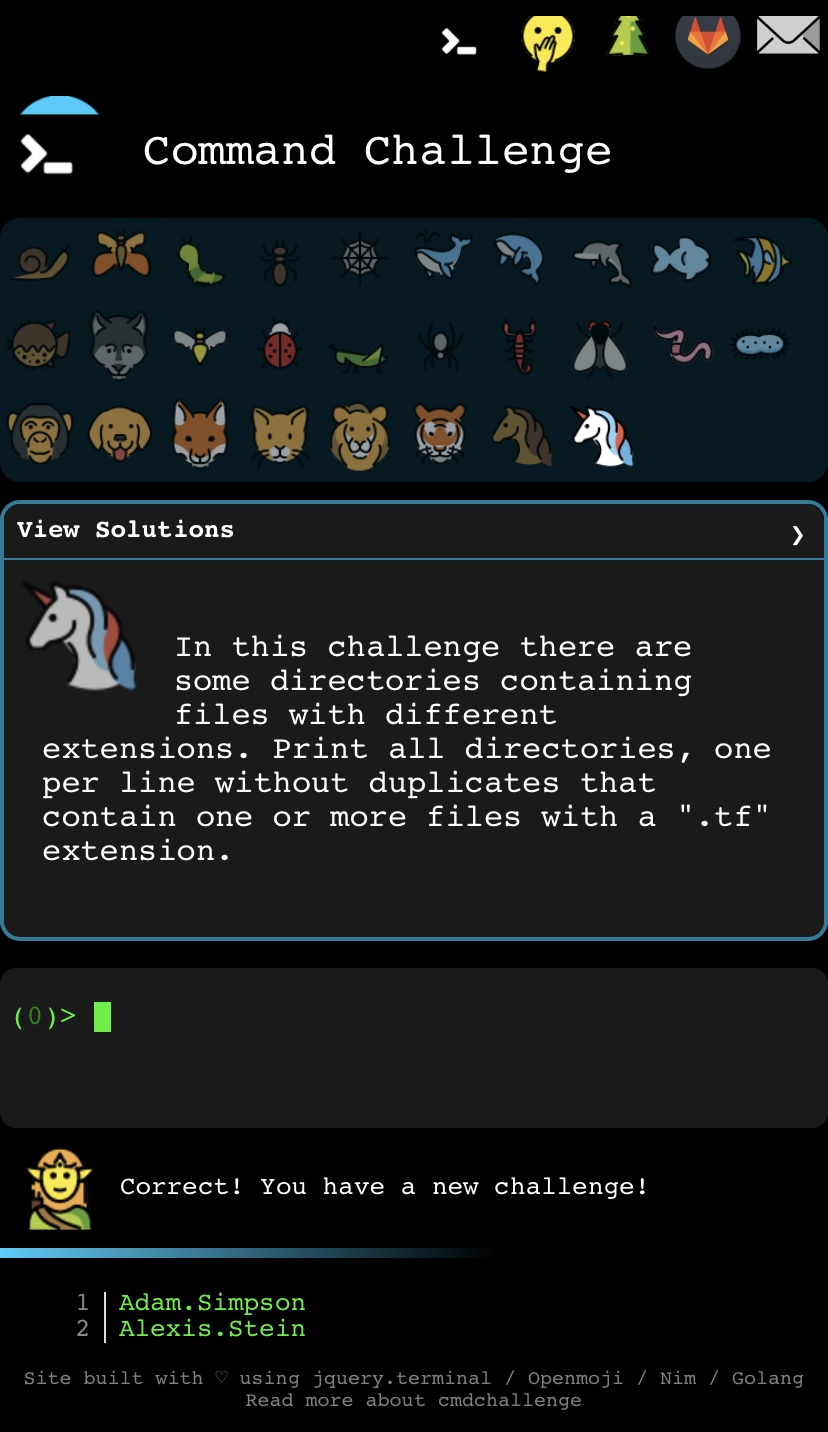 Command Challenge
View Solutions ❯
In this challenge there are
some directories containing
files with different
extensions. Print all directories, one
per line without duplicates that
contain one or more files with a ".tf"
extension.
(0)>
Correct! You have a new challenge!
1 Adam.Simpson
2 Alexis.Stein
Site built with ♡ using jquery.terminal / Openmoji / Nim / Golang
Read more about cmdchallenge